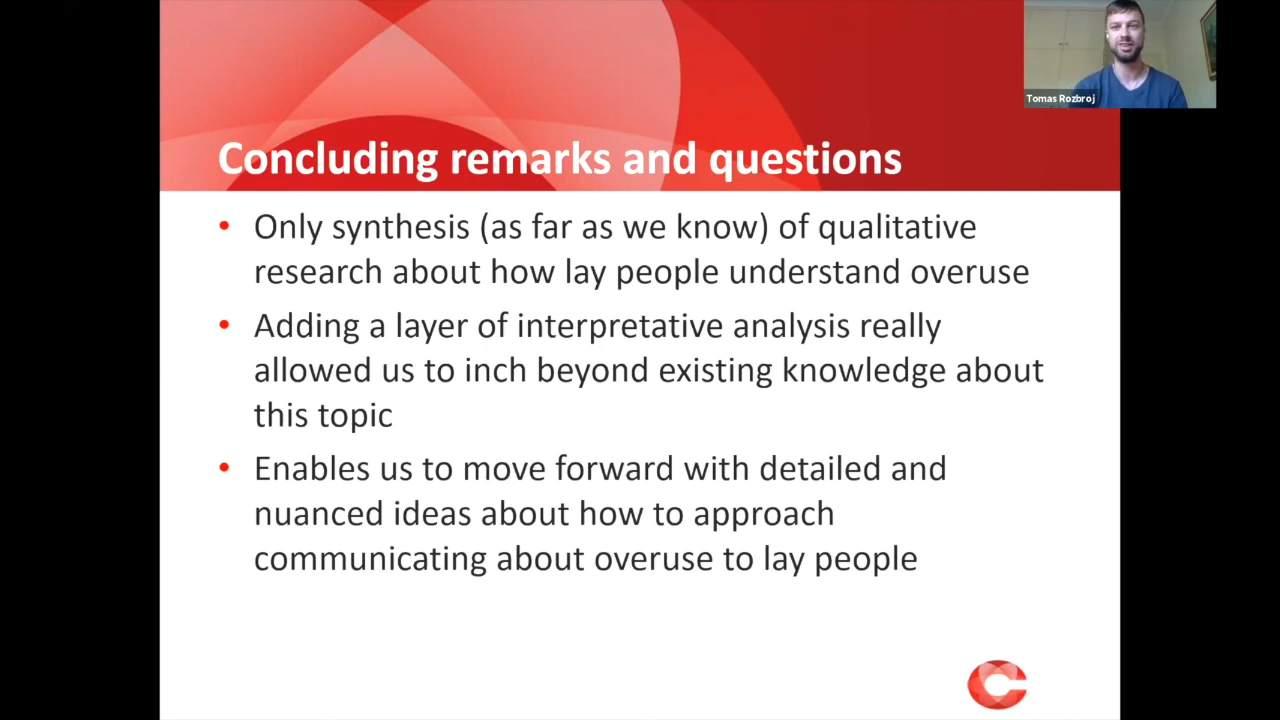 Tomas Rozbroj
Concluding remarks and questions
• Only synthesis (as far as we know) of qualitative
research about how lay people understand overuse
• Adding a layer of interpretative analysis really
allowed us to inch beyond existing knowledge about
this topic
• Enables us to move forward with detailed and
nuanced ideas about how to approach
communicating about overuse to lay people